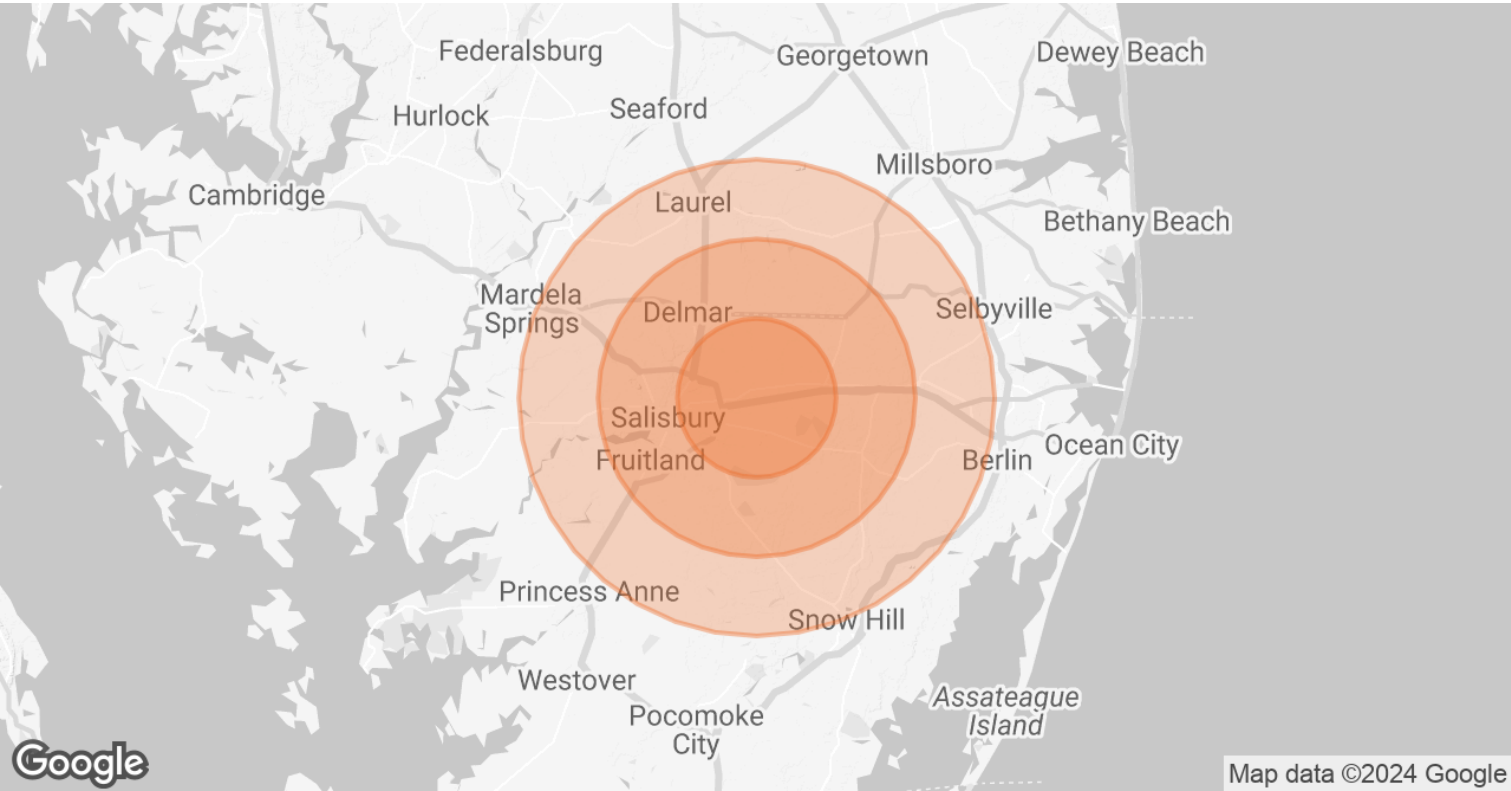 Federalsburg
Georgetown
Dewey Beach
Hurlock
Seaford
Millsboro
Cambridge
Laurel
Bethany Beach
Mardela
Springs
Delmar
Selbyville
Salisbury
Fruitland
Berlin
Ocean City
Princess Anne
Snow Hill
Westover
Pocomoke
City
Assateague
Island
Google
Map data ©2024 Google